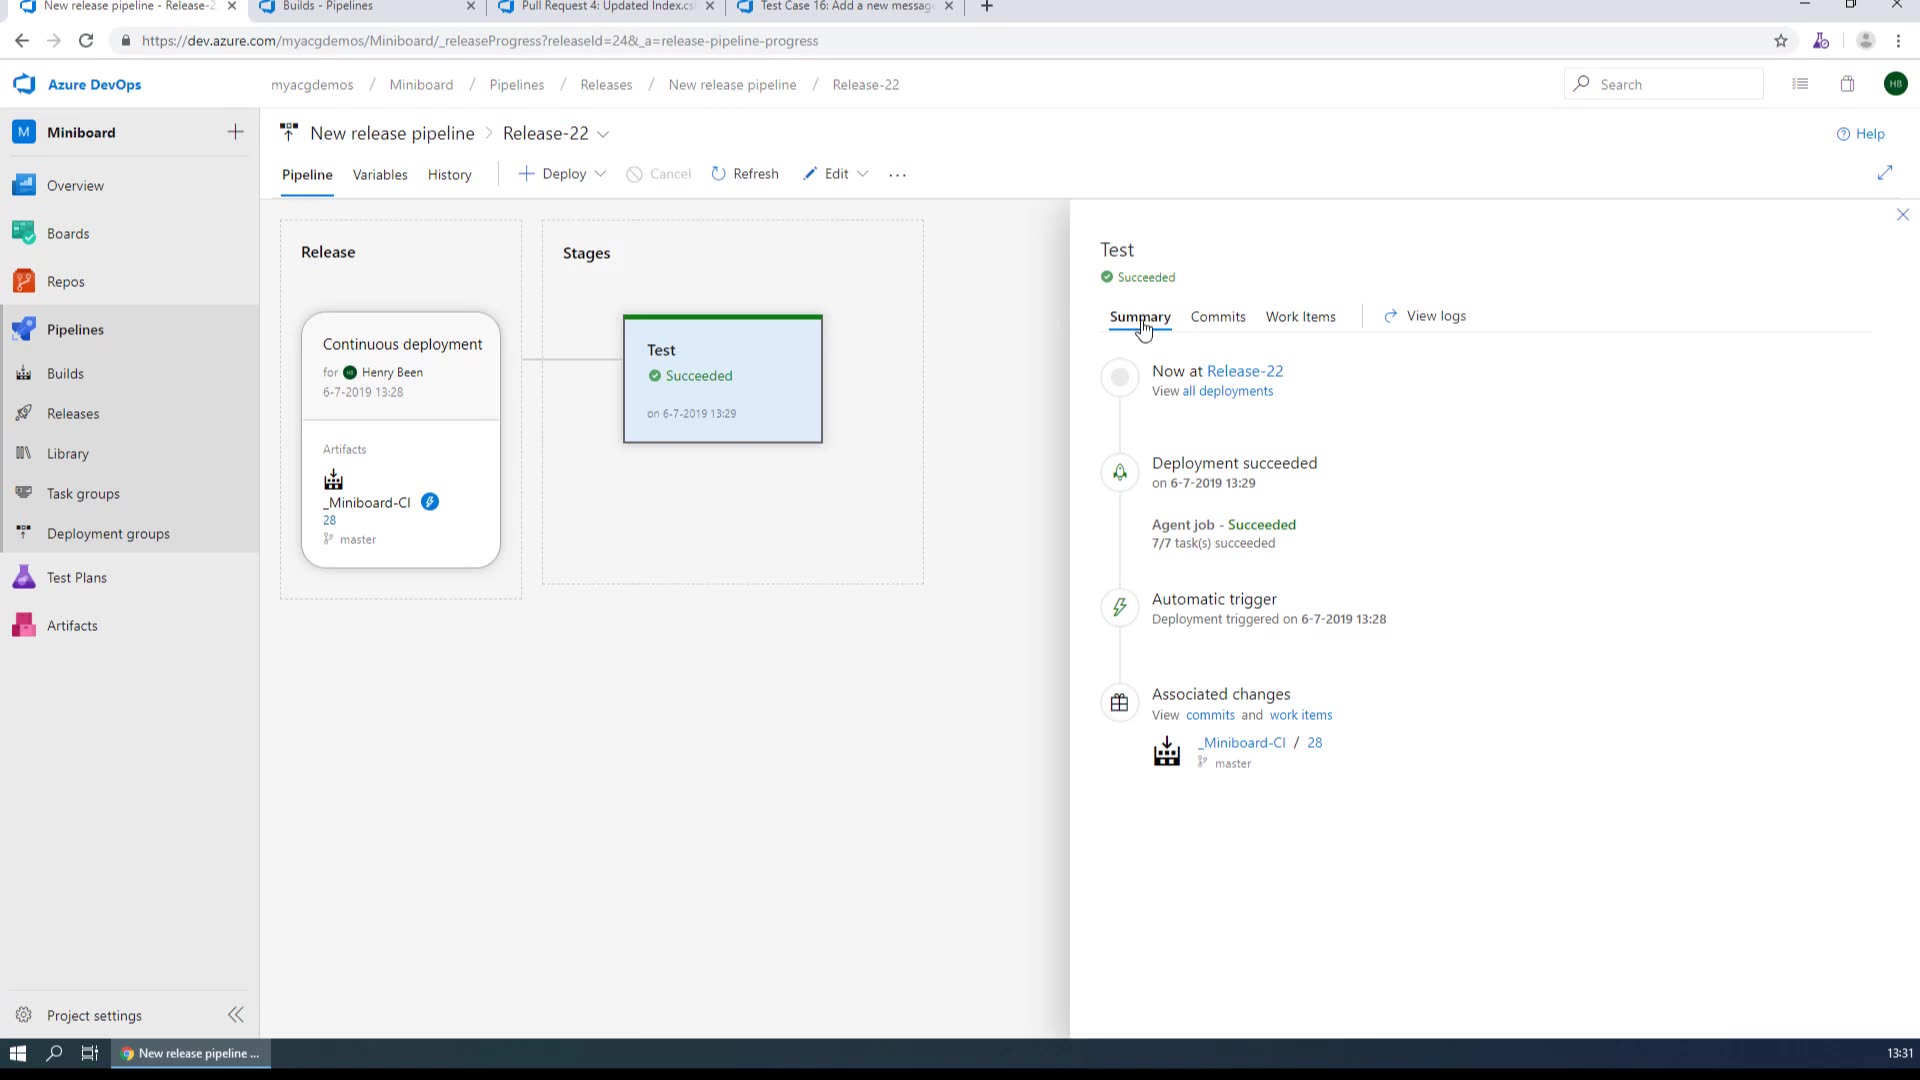 New release pipeline - Release-2
Builds - Pipelines
Pull Request 4: Updated Index.cs
Test Case 16: Add a new messag
https://dev.azure.com/myacgdemos/Miniboard/_releaseProgress?releaseId=24&_a=release-pipeline-progress
Azure DevOps
myacgdemos / Miniboard / Pipelines / Releases / New release pipeline / Release-22
Search
HB
M Miniboard
New release pipeline > Release-22
Help
Pipeline Variables History Deploy Cancel Refresh Edit ...
Overview
Boards
Repos
Pipelines
Builds
Releases
Library
Task groups
Deployment groups
Test Plans
Artifacts
Project settings
Release
Continuous deployment
for Henry Been
6-7-2019 13:28
Artifacts
_Miniboard-CI
28
master
Stages
Test
Succeeded
on 6-7-2019 13:29
Test
Succeeded
Summary Commits Work Items View logs
Now at Release-22
View all deployments
Deployment succeeded
on 6-7-2019 13:29
Agent job - Succeeded
7/7 task(s) succeeded
Automatic trigger
Deployment triggered on 6-7-2019 13:28
Associated changes
View commits and work items
_Miniboard-CI / 28
master
New release pipeline ...
13:31